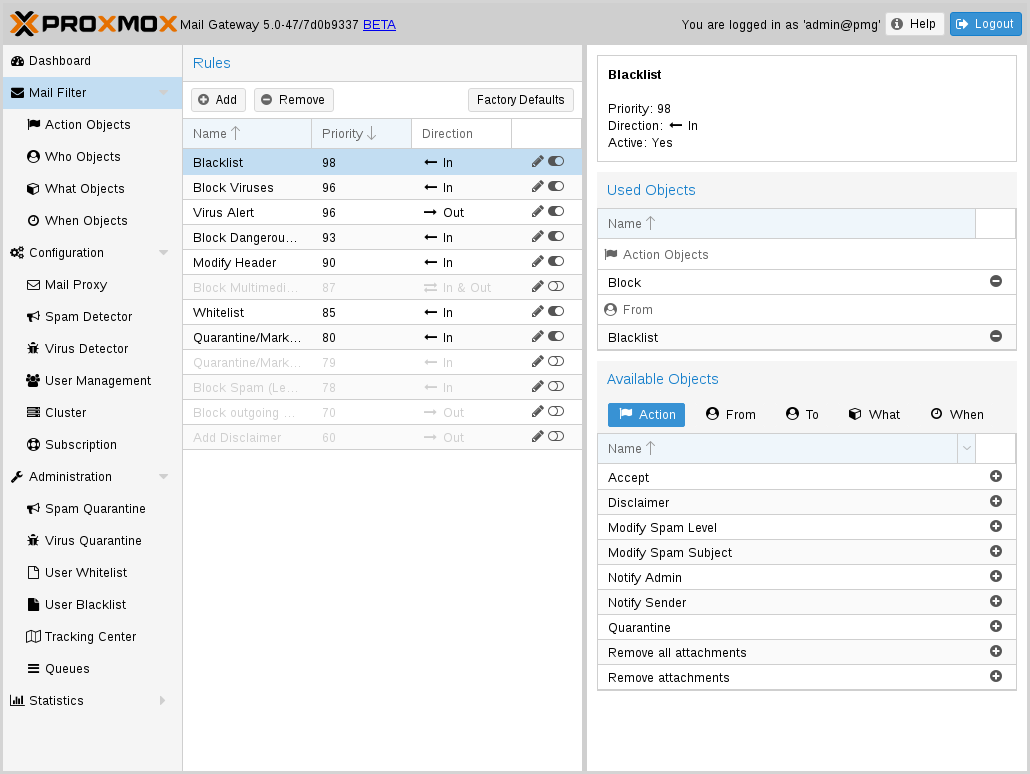 PROXMOX Mail Gateway 5.0-47/7d0b9337 BETA You are logged in as 'admin@pmg' Help Logout
Dashboard
Mail Filter
Action Objects
Who Objects
What Objects
When Objects
Configuration
Mail Proxy
Spam Detector
Virus Detector
User Management
Cluster
Subscription
Administration
Spam Quarantine
Virus Quarantine
User Whitelist
User Blacklist
Tracking Center
Queues
Statistics
Rules
Add Remove Factory Defaults
Name Priority Direction
Blacklist 98 In
Block Viruses 96 In
Virus Alert 96 Out
Block Dangerou... 93 In
Modify Header 90 In
Block Multimedi... 87 In & Out
Whitelist 85 In
Quarantine/Mark... 80 In
Quarantine/Mark... 79 In
Block Spam (Le... 78 In
Block outgoing ... 70 Out
Add Disclaimer 60 Out
Blacklist
Priority: 98
Direction: In
Active: Yes
Used Objects
Name
Action Objects
Block
From
Blacklist
Available Objects
Action From To What When
Name
Accept
Disclaimer
Modify Spam Level
Modify Spam Subject
Notify Admin
Notify Sender
Quarantine
Remove all attachments
Remove attachments